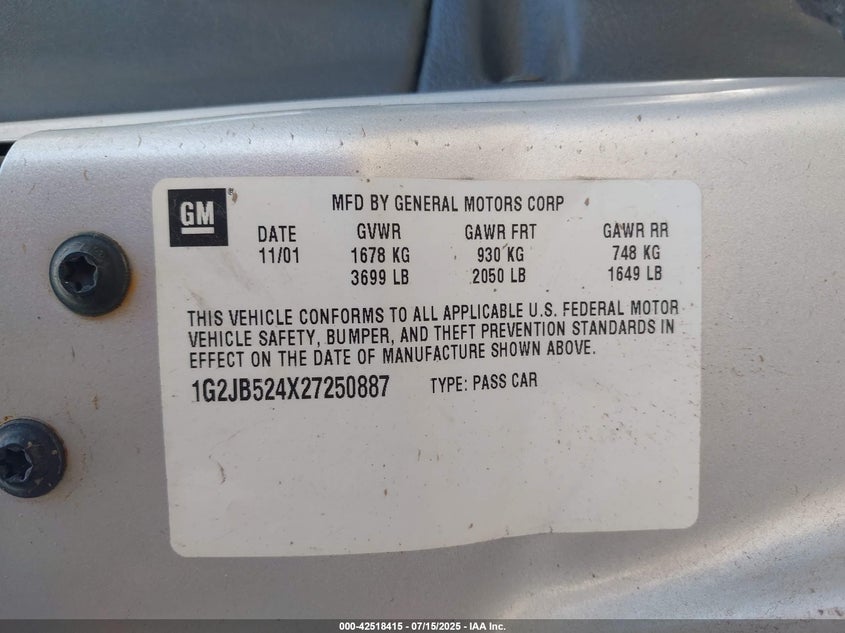 GM®
MFD BY GENERAL MOTORS CORP
DATE GVWR GAWR FRT GAWR RR
11/01 1678 KG 930 KG 748 KG
3699 LB 2050 LB 1649 LB
THIS VEHICLE CONFORMS TO ALL APPLICABLE U.S. FEDERAL MOTOR
VEHICLE SAFETY, BUMPER, AND THEFT PREVENTION STANDARDS IN
EFFECT ON THE DATE OF MANUFACTURE SHOWN ABOVE.
1G2JB524X27250887 TYPE: PASS CAR
000-42518415 - 07/15/2025 - IAA Inc.